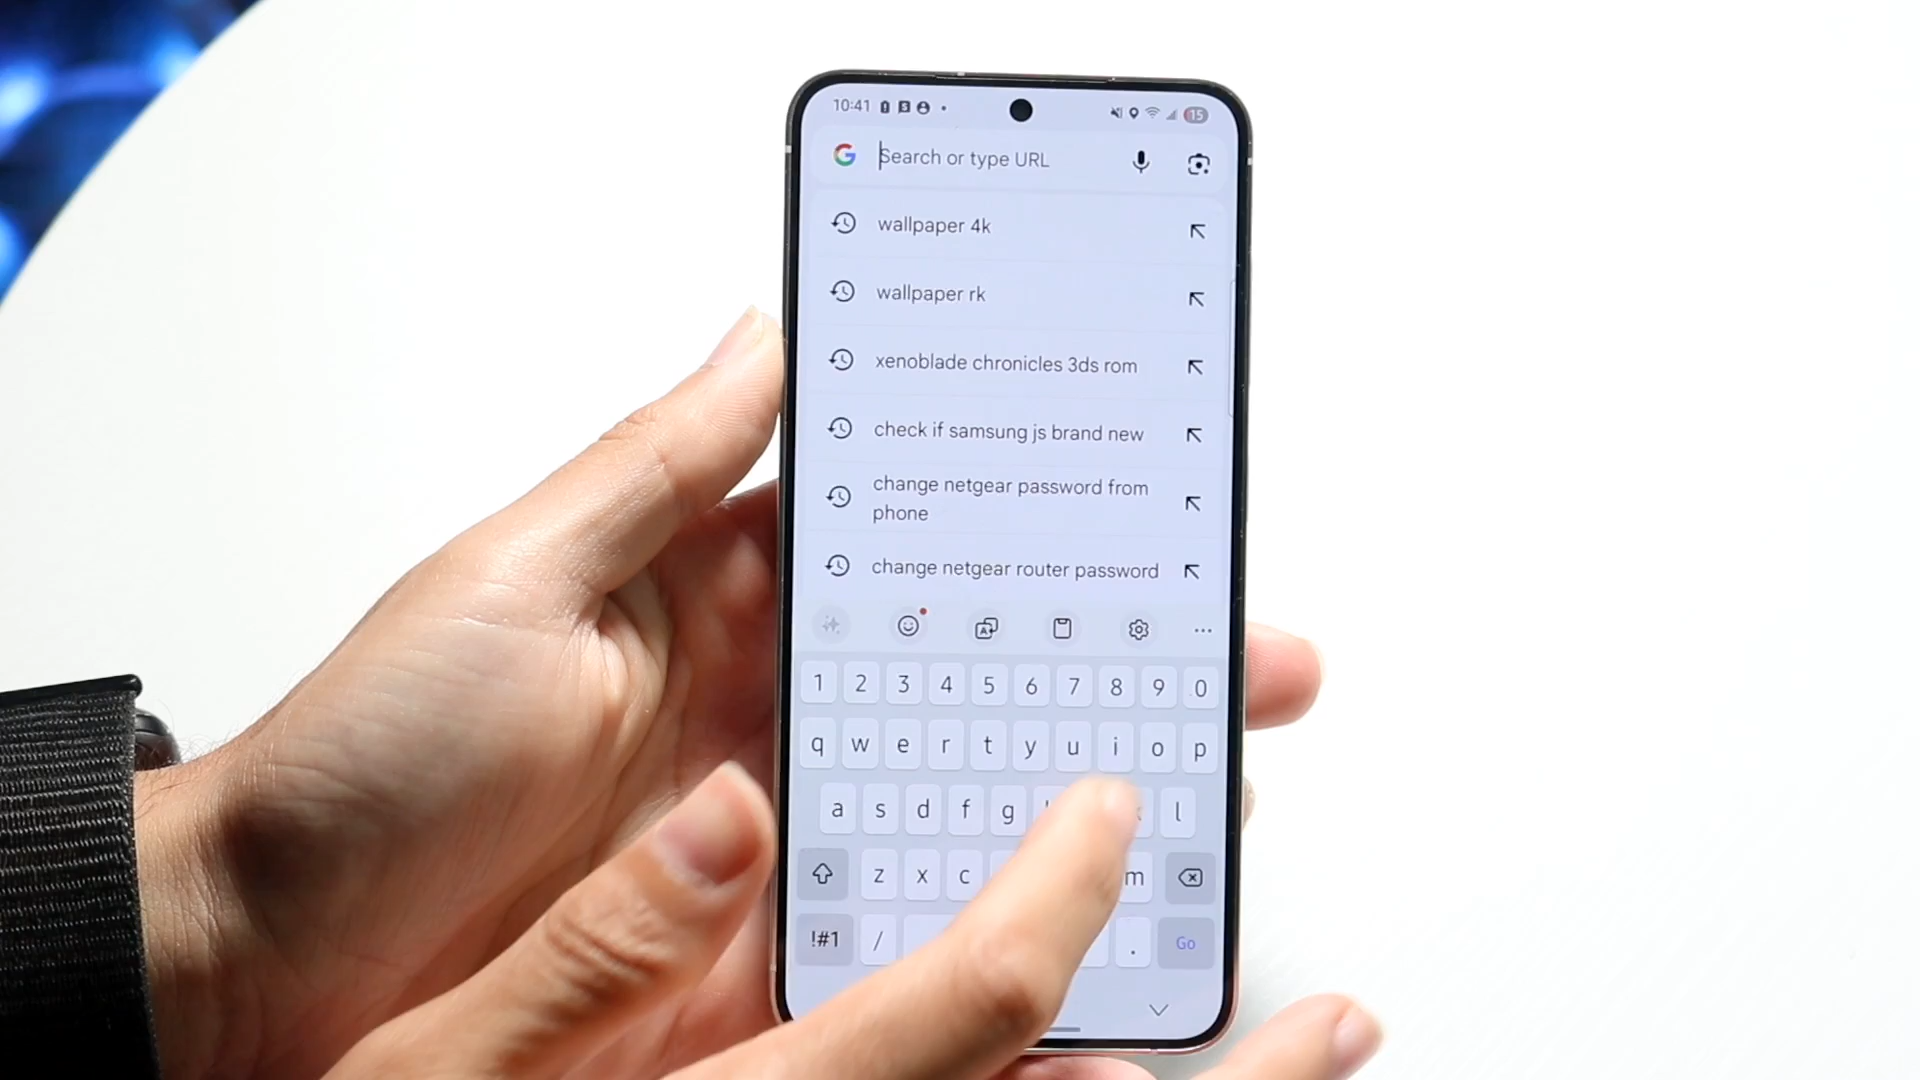 10:41 15
Search or type URL
wallpaper 4k
wallpaper rk
xenoblade chronicles 3ds rom
check if samsung js brand new
change netgear password from
phone
change netgear router password
1 2 3 4 5 6 7 8 9 0
q w e r t y u i o p
a s d f g l
z x c m
!#1 / . Go